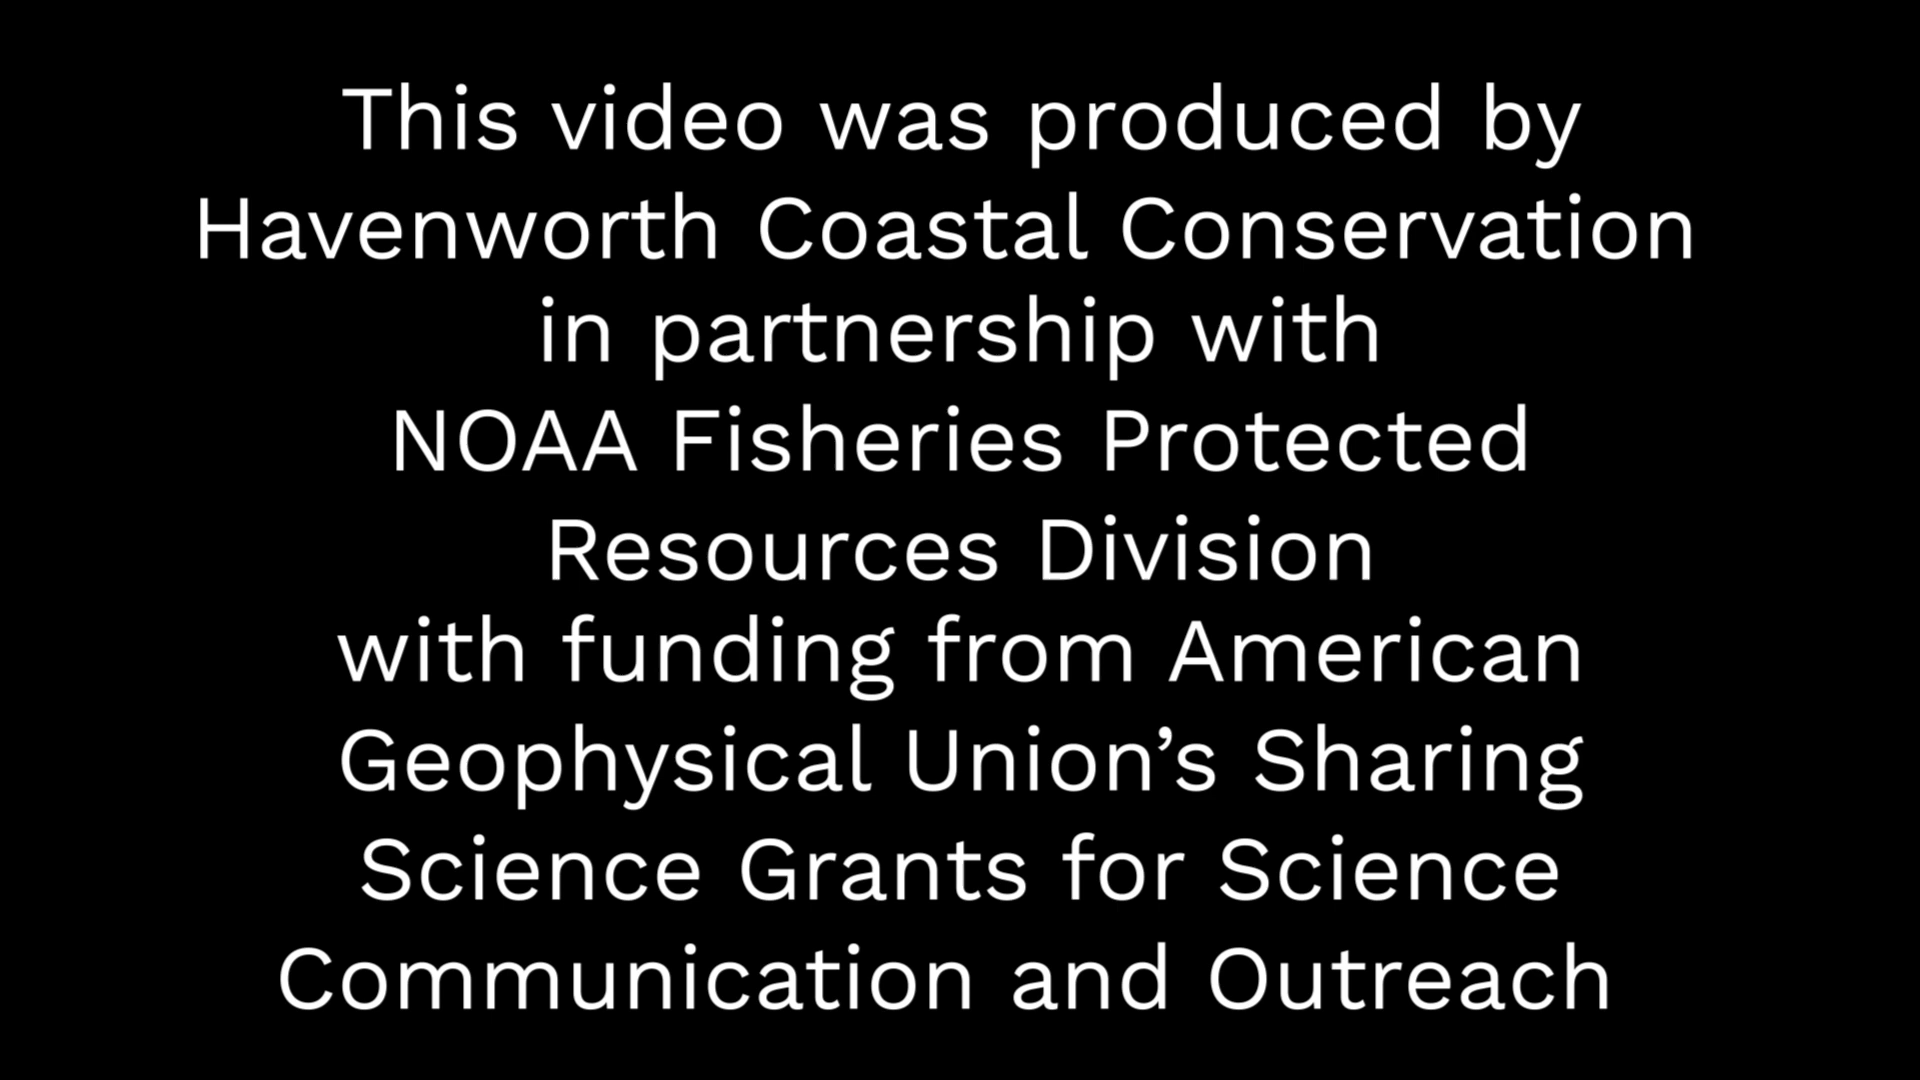 This video was produced by
Havenworth Coastal Conservation
in partnership with
NOAA Fisheries Protected
Resources Division
with funding from American
Geophysical Union’s Sharing
Science Grants for Science
Communication and Outreach